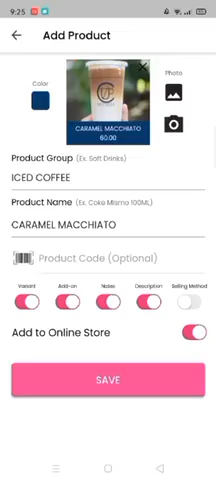 9:25
Add Product
Color
Photo
CARAMEL MACCHIATO
60.00
Product Group (Ex. Soft Drinks)
ICED COFFEE
Product Name (Ex. Coke Mismo 100ML)
CARAMEL MACCHIATO
Product Code (Optional)
Variant Add-on Notes Description Selling Method
Add to Online Store
SAVE